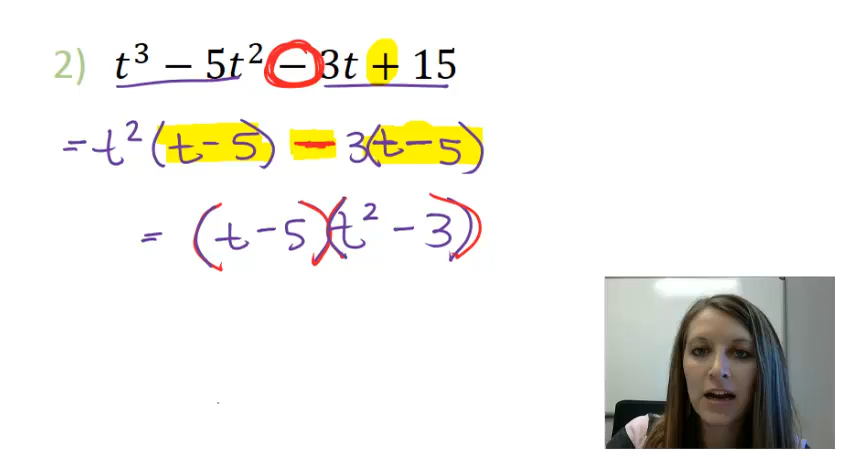 2) t³ − 5t² − 3t + 15
= t² (t − 5) − 3(t − 5)
= (t − 5)(t² − 3)